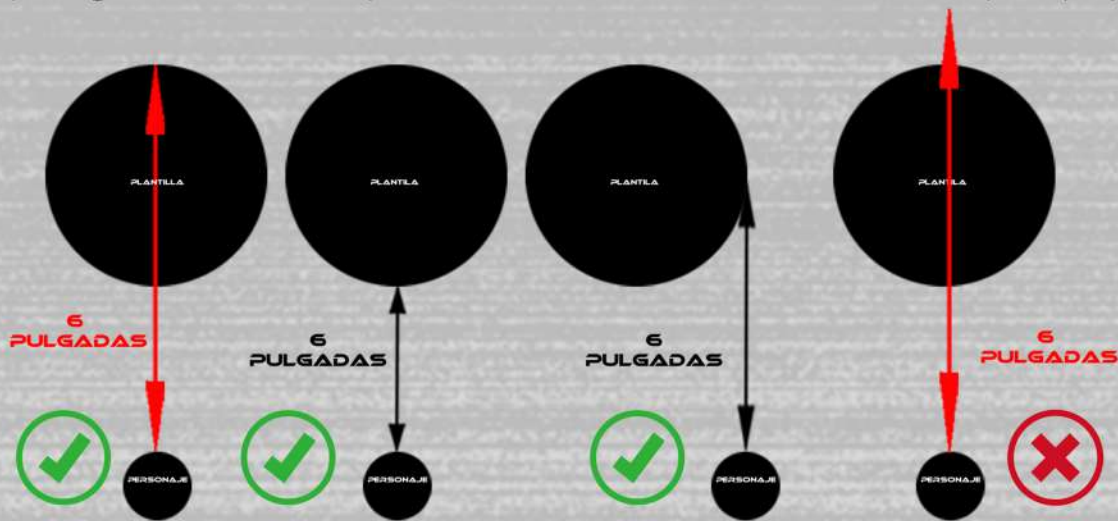 PLANTILLA
PLANTILA
PLANTILA
PLANTILLA
6
PULGADAS
6
PULGADAS
6
PULGADAS
6
PULGADAS
PERSONAJE
PERSONAJE
PERSONAJE
PERSONAJE